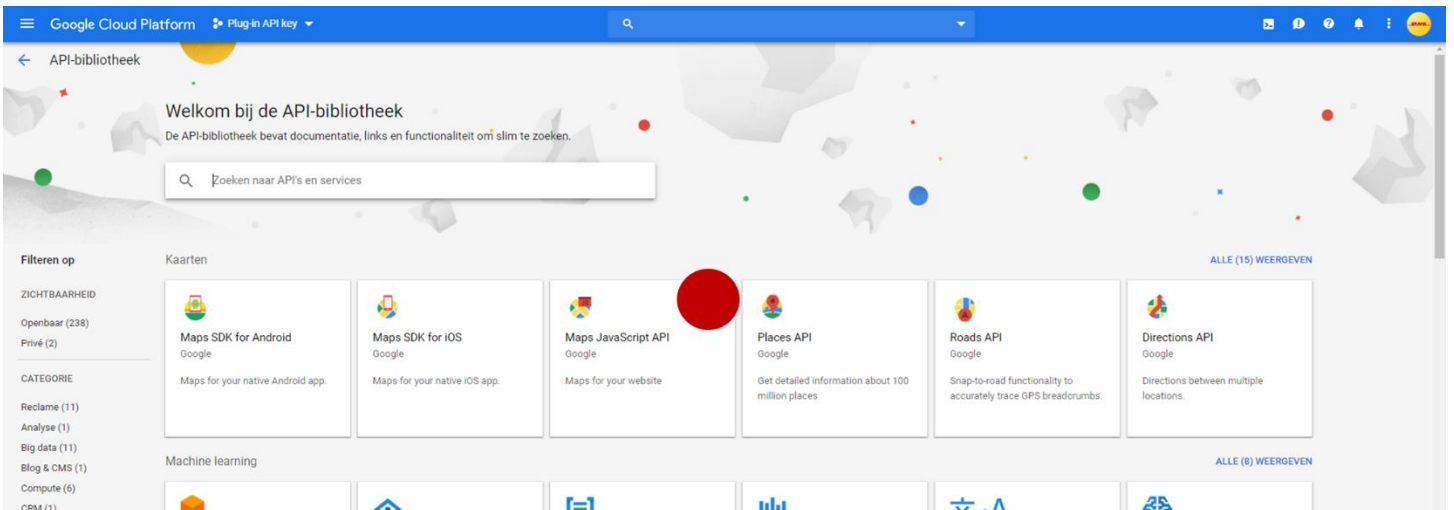 Google Cloud Platform
Plug-in API key
API-bibliotheek
Welkom bij de API-bibliotheek
De API-bibliotheek bevat documentatie, links en functionaliteit om slim te zoeken.
Zoeken naar API's en services
Filteren op
ZICHTBAARHEID
Openbaar (238)
Privé (2)
CATEGORIE
Reclame (11)
Analyse (1)
Big data (11)
Blog & CMS (1)
Compute (6)
CRM (1)
Kaarten
ALLE (15) WEERGEVEN
Maps SDK for Android
Google
Maps for your native Android app.
Maps SDK for iOS
Google
Maps for your native iOS app.
Maps JavaScript API
Google
Maps for your website
Places API
Google
Get detailed information about 100
million places
Roads API
Google
Snap-to-road functionality to
accurately trace GPS breadcrumbs.
Directions API
Google
Directions between multiple
locations.
Machine learning
ALLE (8) WEERGEVEN